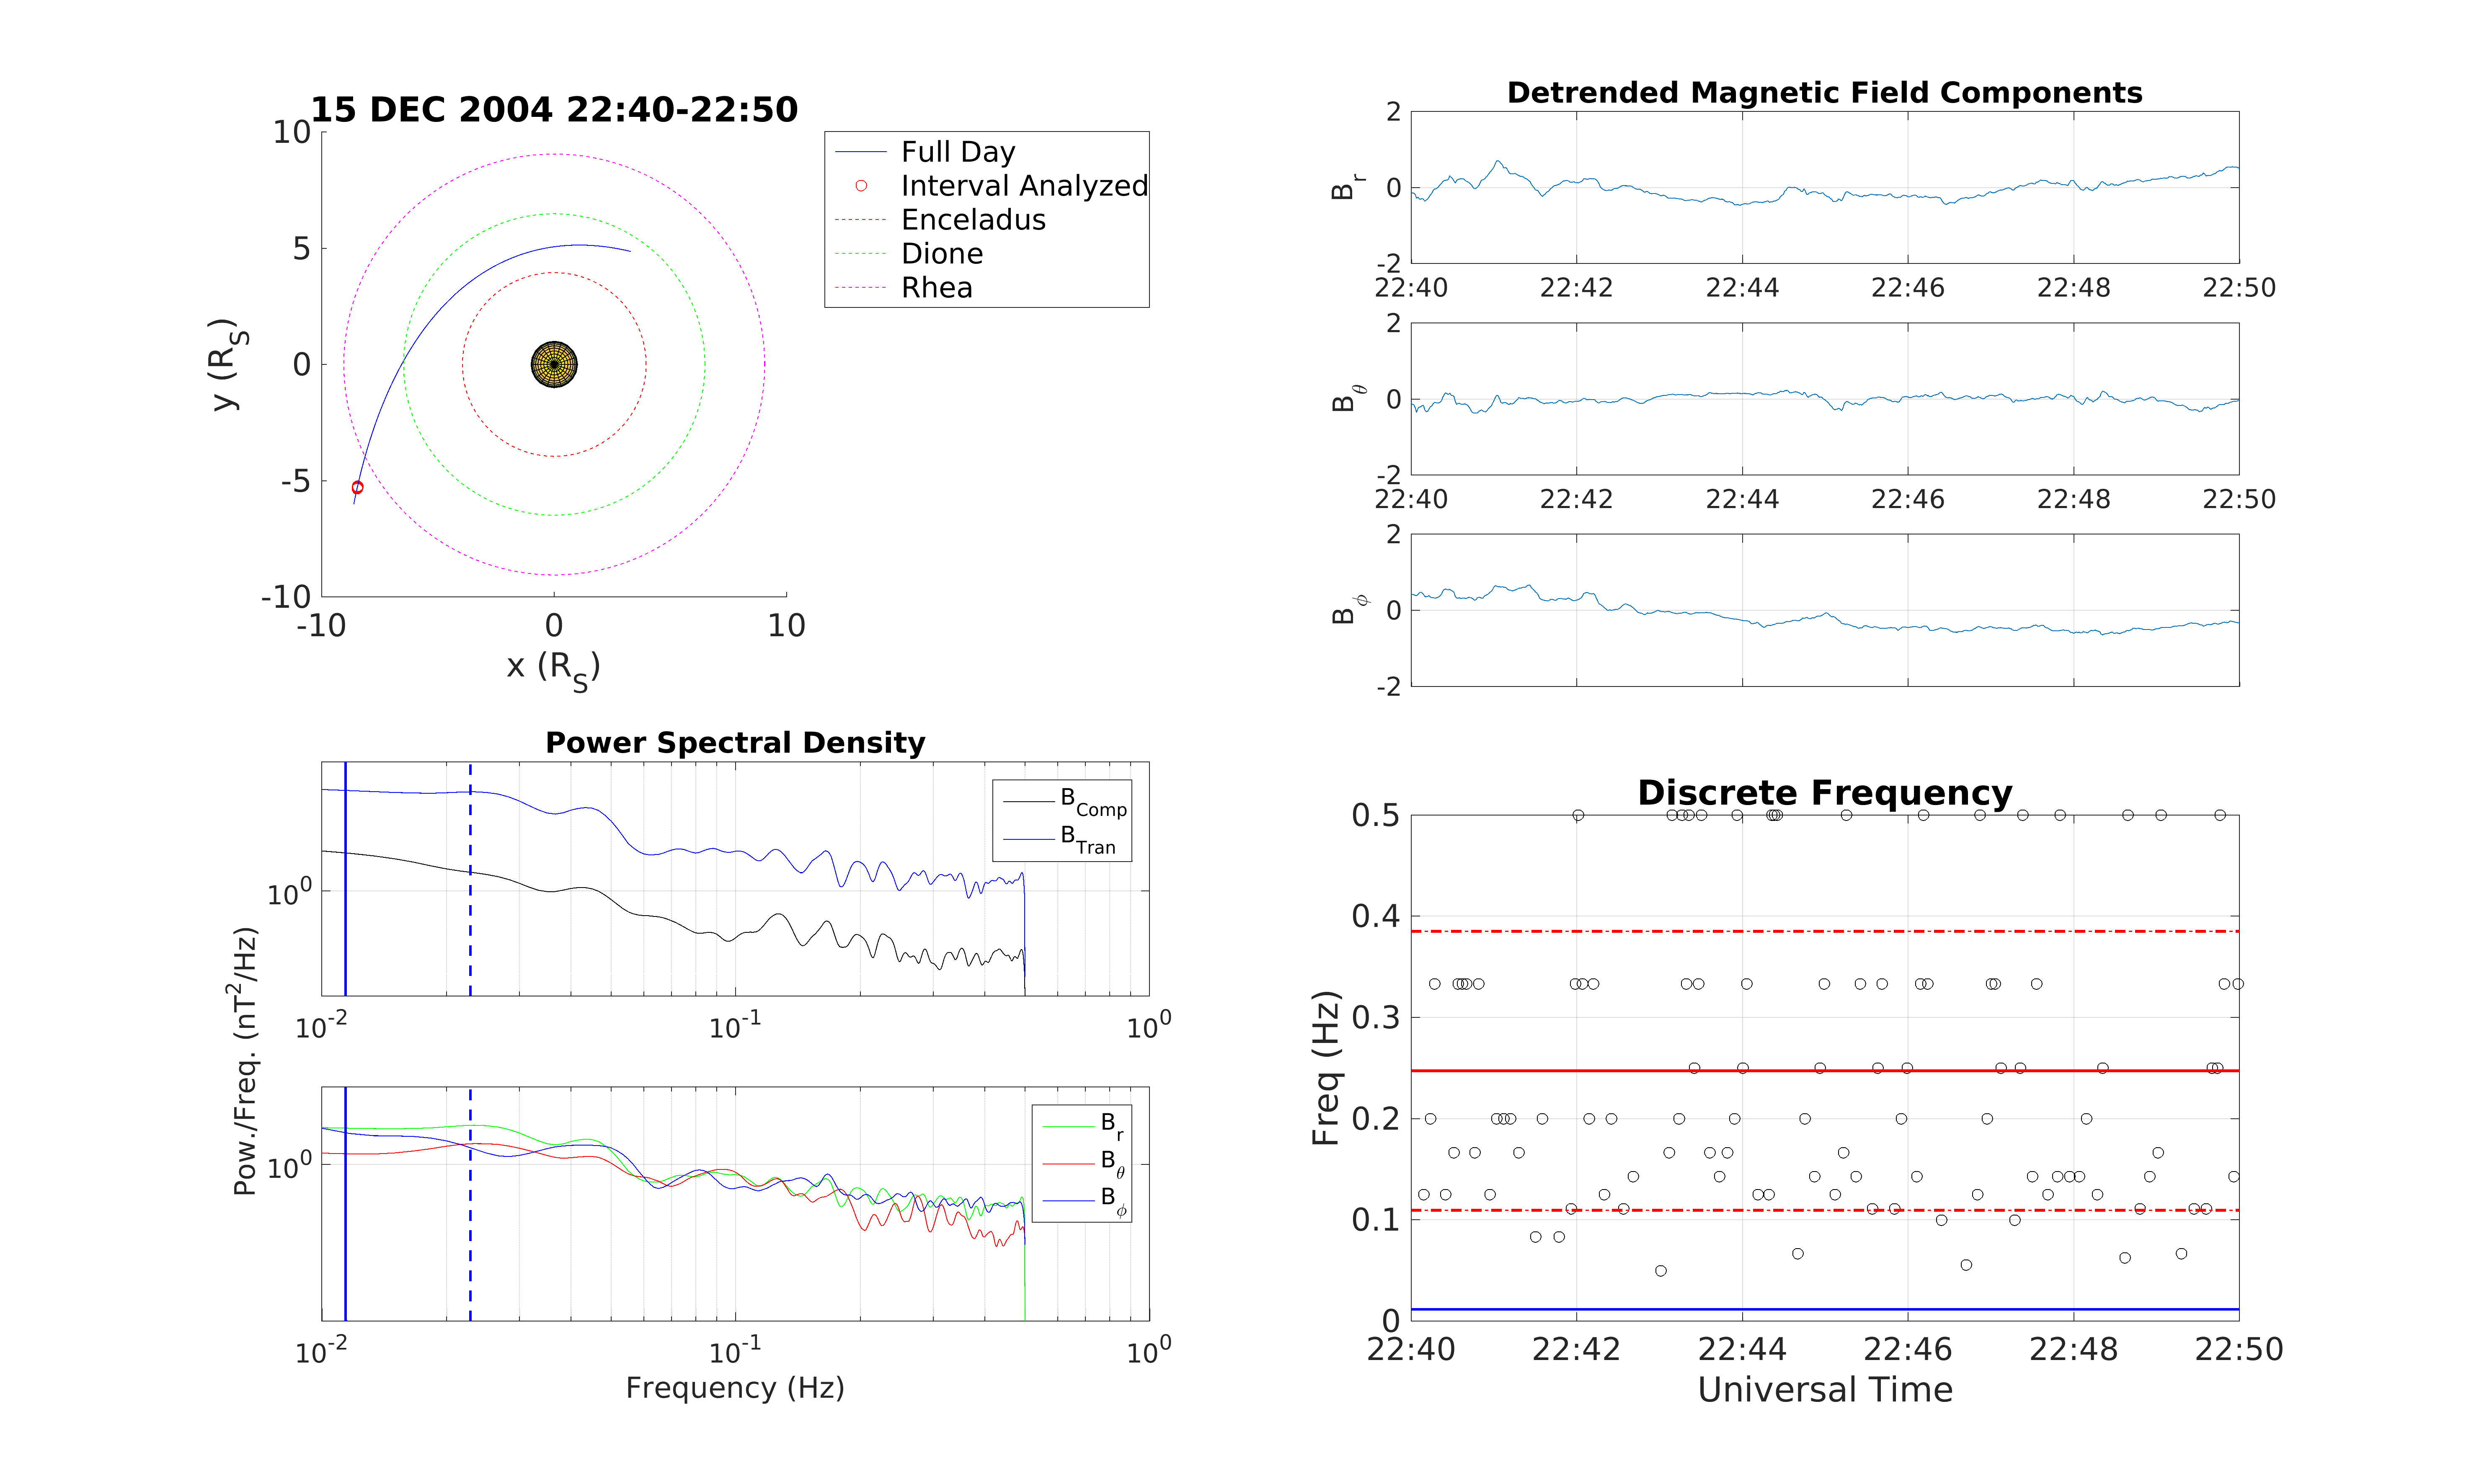 15 DEC 2004 22:40-22:50
10
5
0
-5
-10
-10 0 10
y (R_S)
x (R_S)
Full Day
Interval Analyzed
Enceladus
Dione
Rhea
Detrended Magnetic Field Components
2
0
-2
B_r
22:40 22:42 22:44 22:46 22:48 22:50
2
0
-2
B_θ
22:40 22:42 22:44 22:46 22:48 22:50
2
0
-2
B_ϕ
Power Spectral Density
B_Comp
B_Tran
10^0
10^-2 10^-1 10^0
Pow./Freq. (nT^2/Hz)
B_r
B_θ
B_ϕ
10^0
10^-2 10^-1 10^0
Frequency (Hz)
Discrete Frequency
0.5
0.4
0.3
0.2
0.1
0
Freq (Hz)
22:40 22:42 22:44 22:46 22:48 22:50
Universal Time